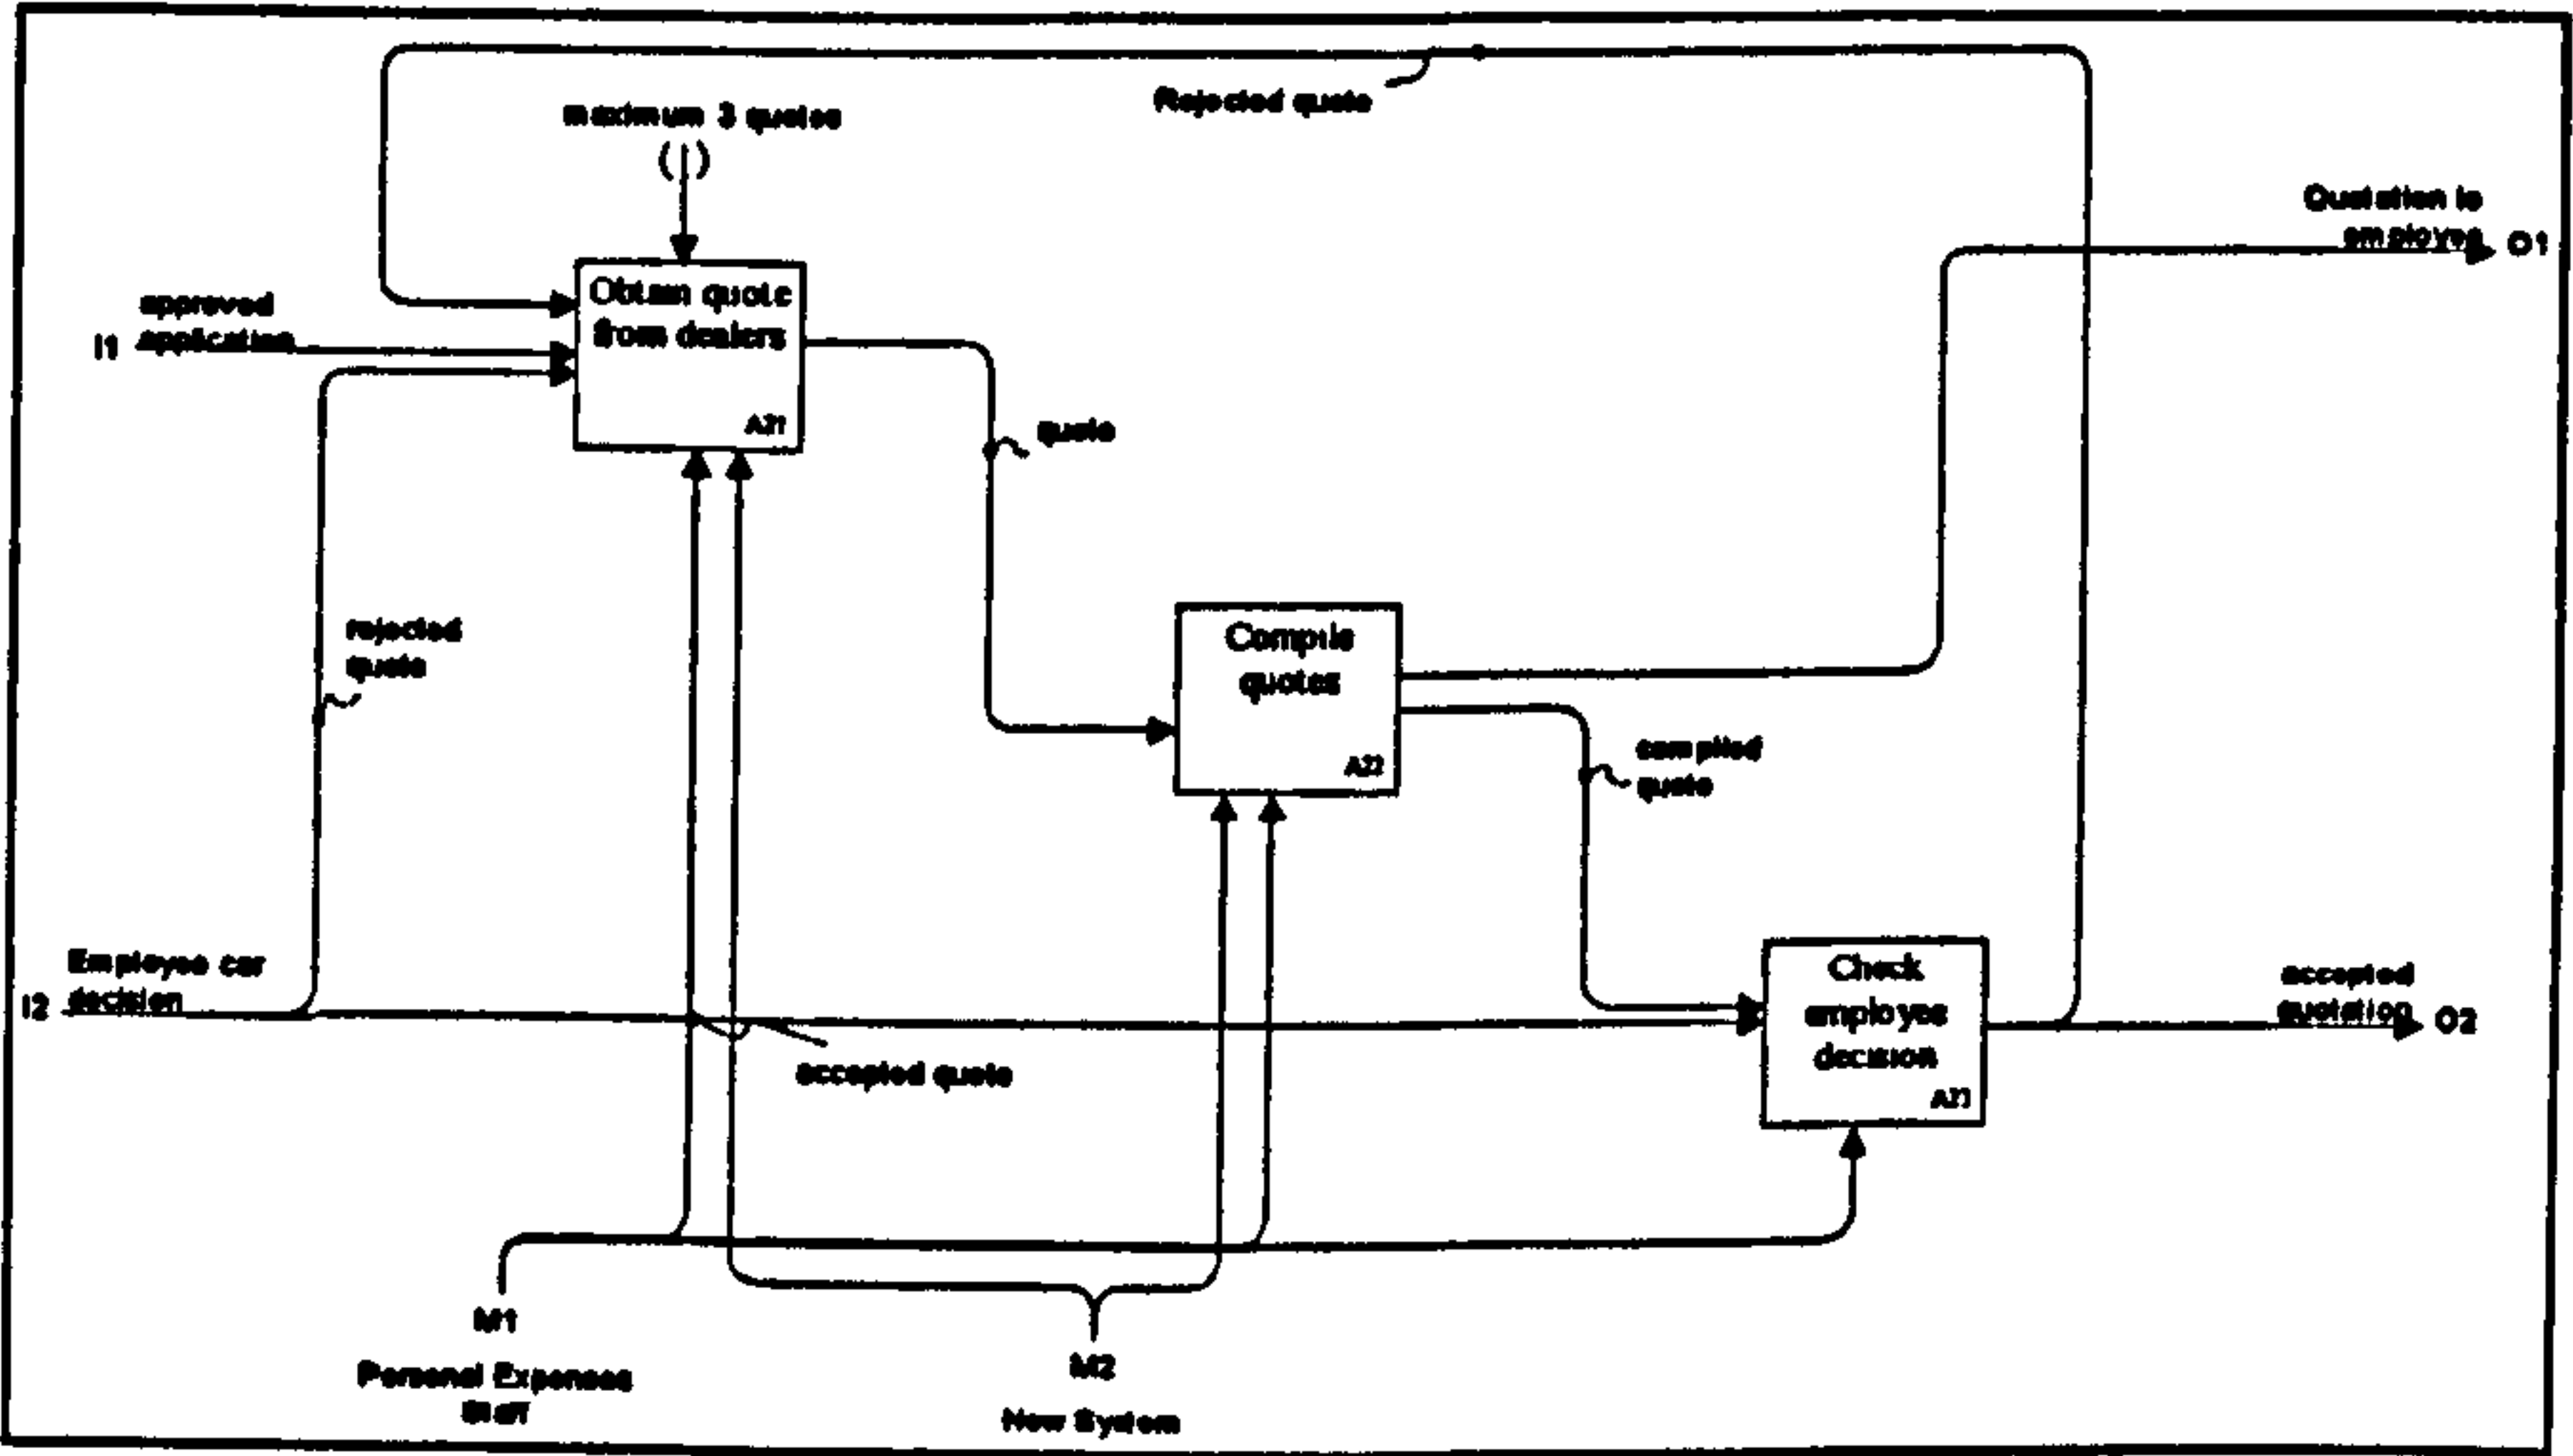 Rejected quote
maximum 3 quotes
( )
Quotation to
employee
O1
Obtain quote
from dealers
A21
approved
application
I1
quote
rejected
quote
Compile
quotes
A22
compiled
quote
Employee car
decision
I2
accepted quote
Check
employee
decision
A23
accepted
quotation
O2
M1
Personal Expenses
Staff
M2
New System